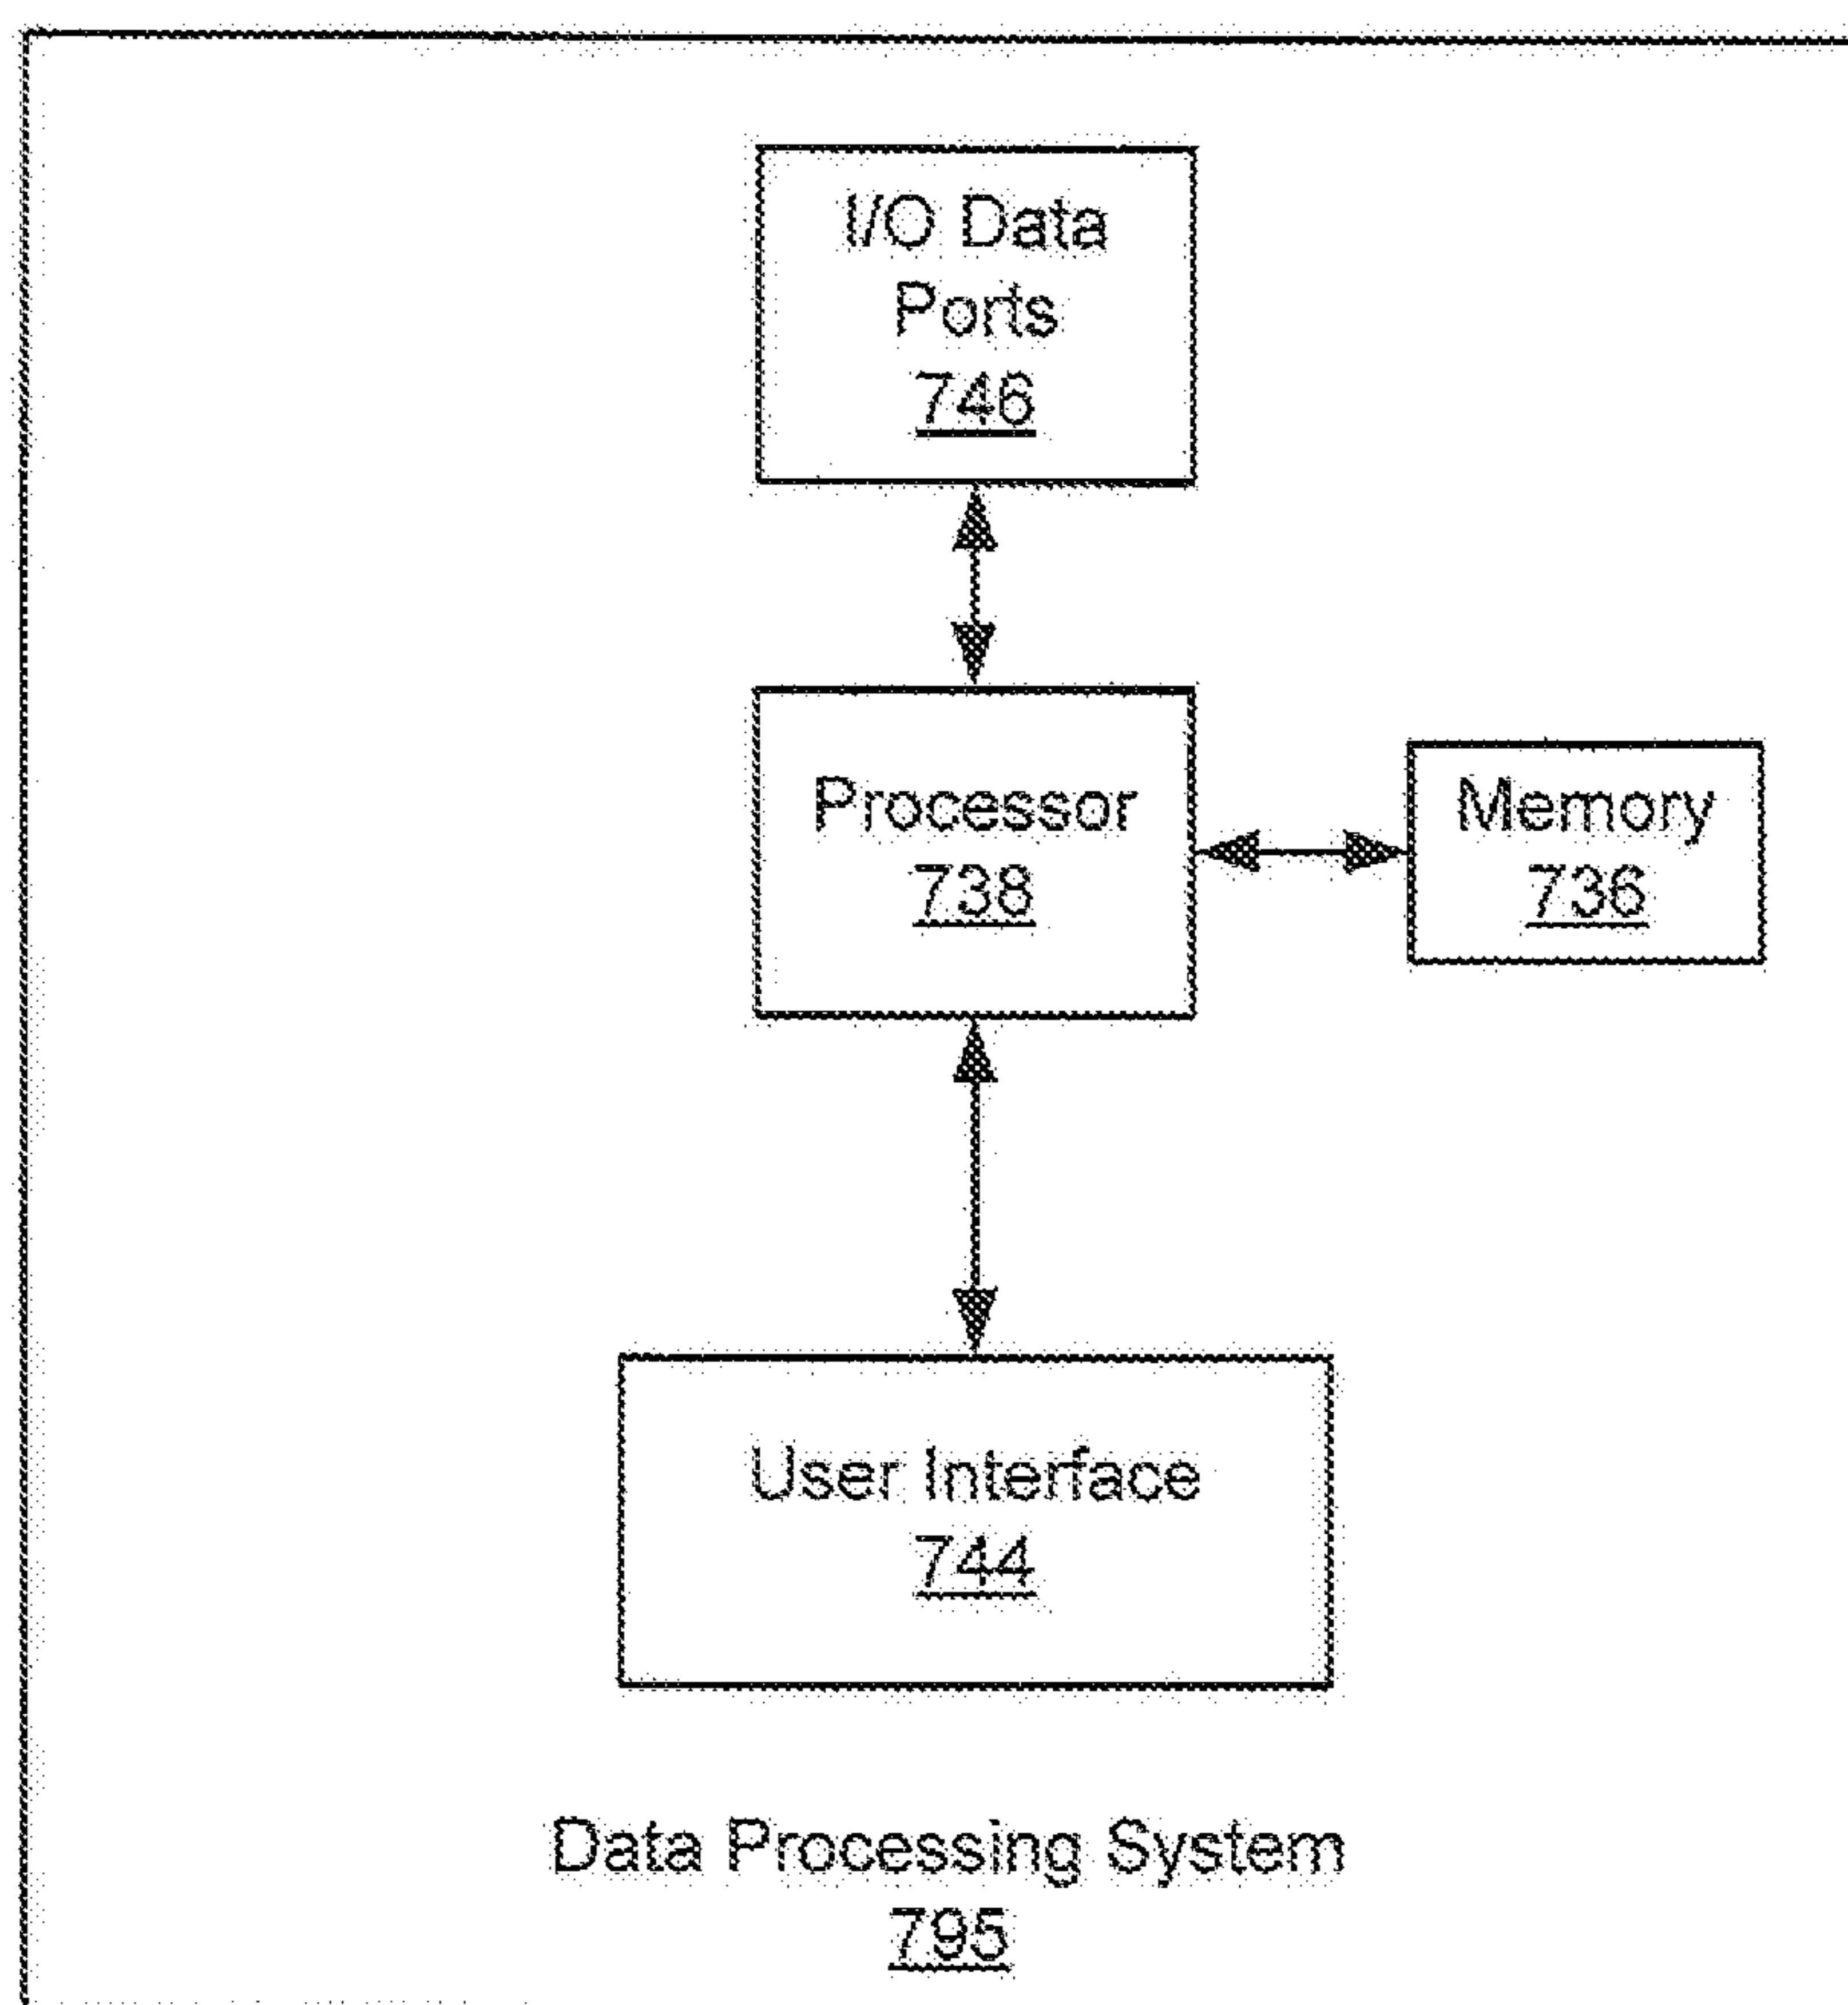 I/O Data
Ports
746
Processor
738
Memory
736
User Interface
744
Data Processing System
795